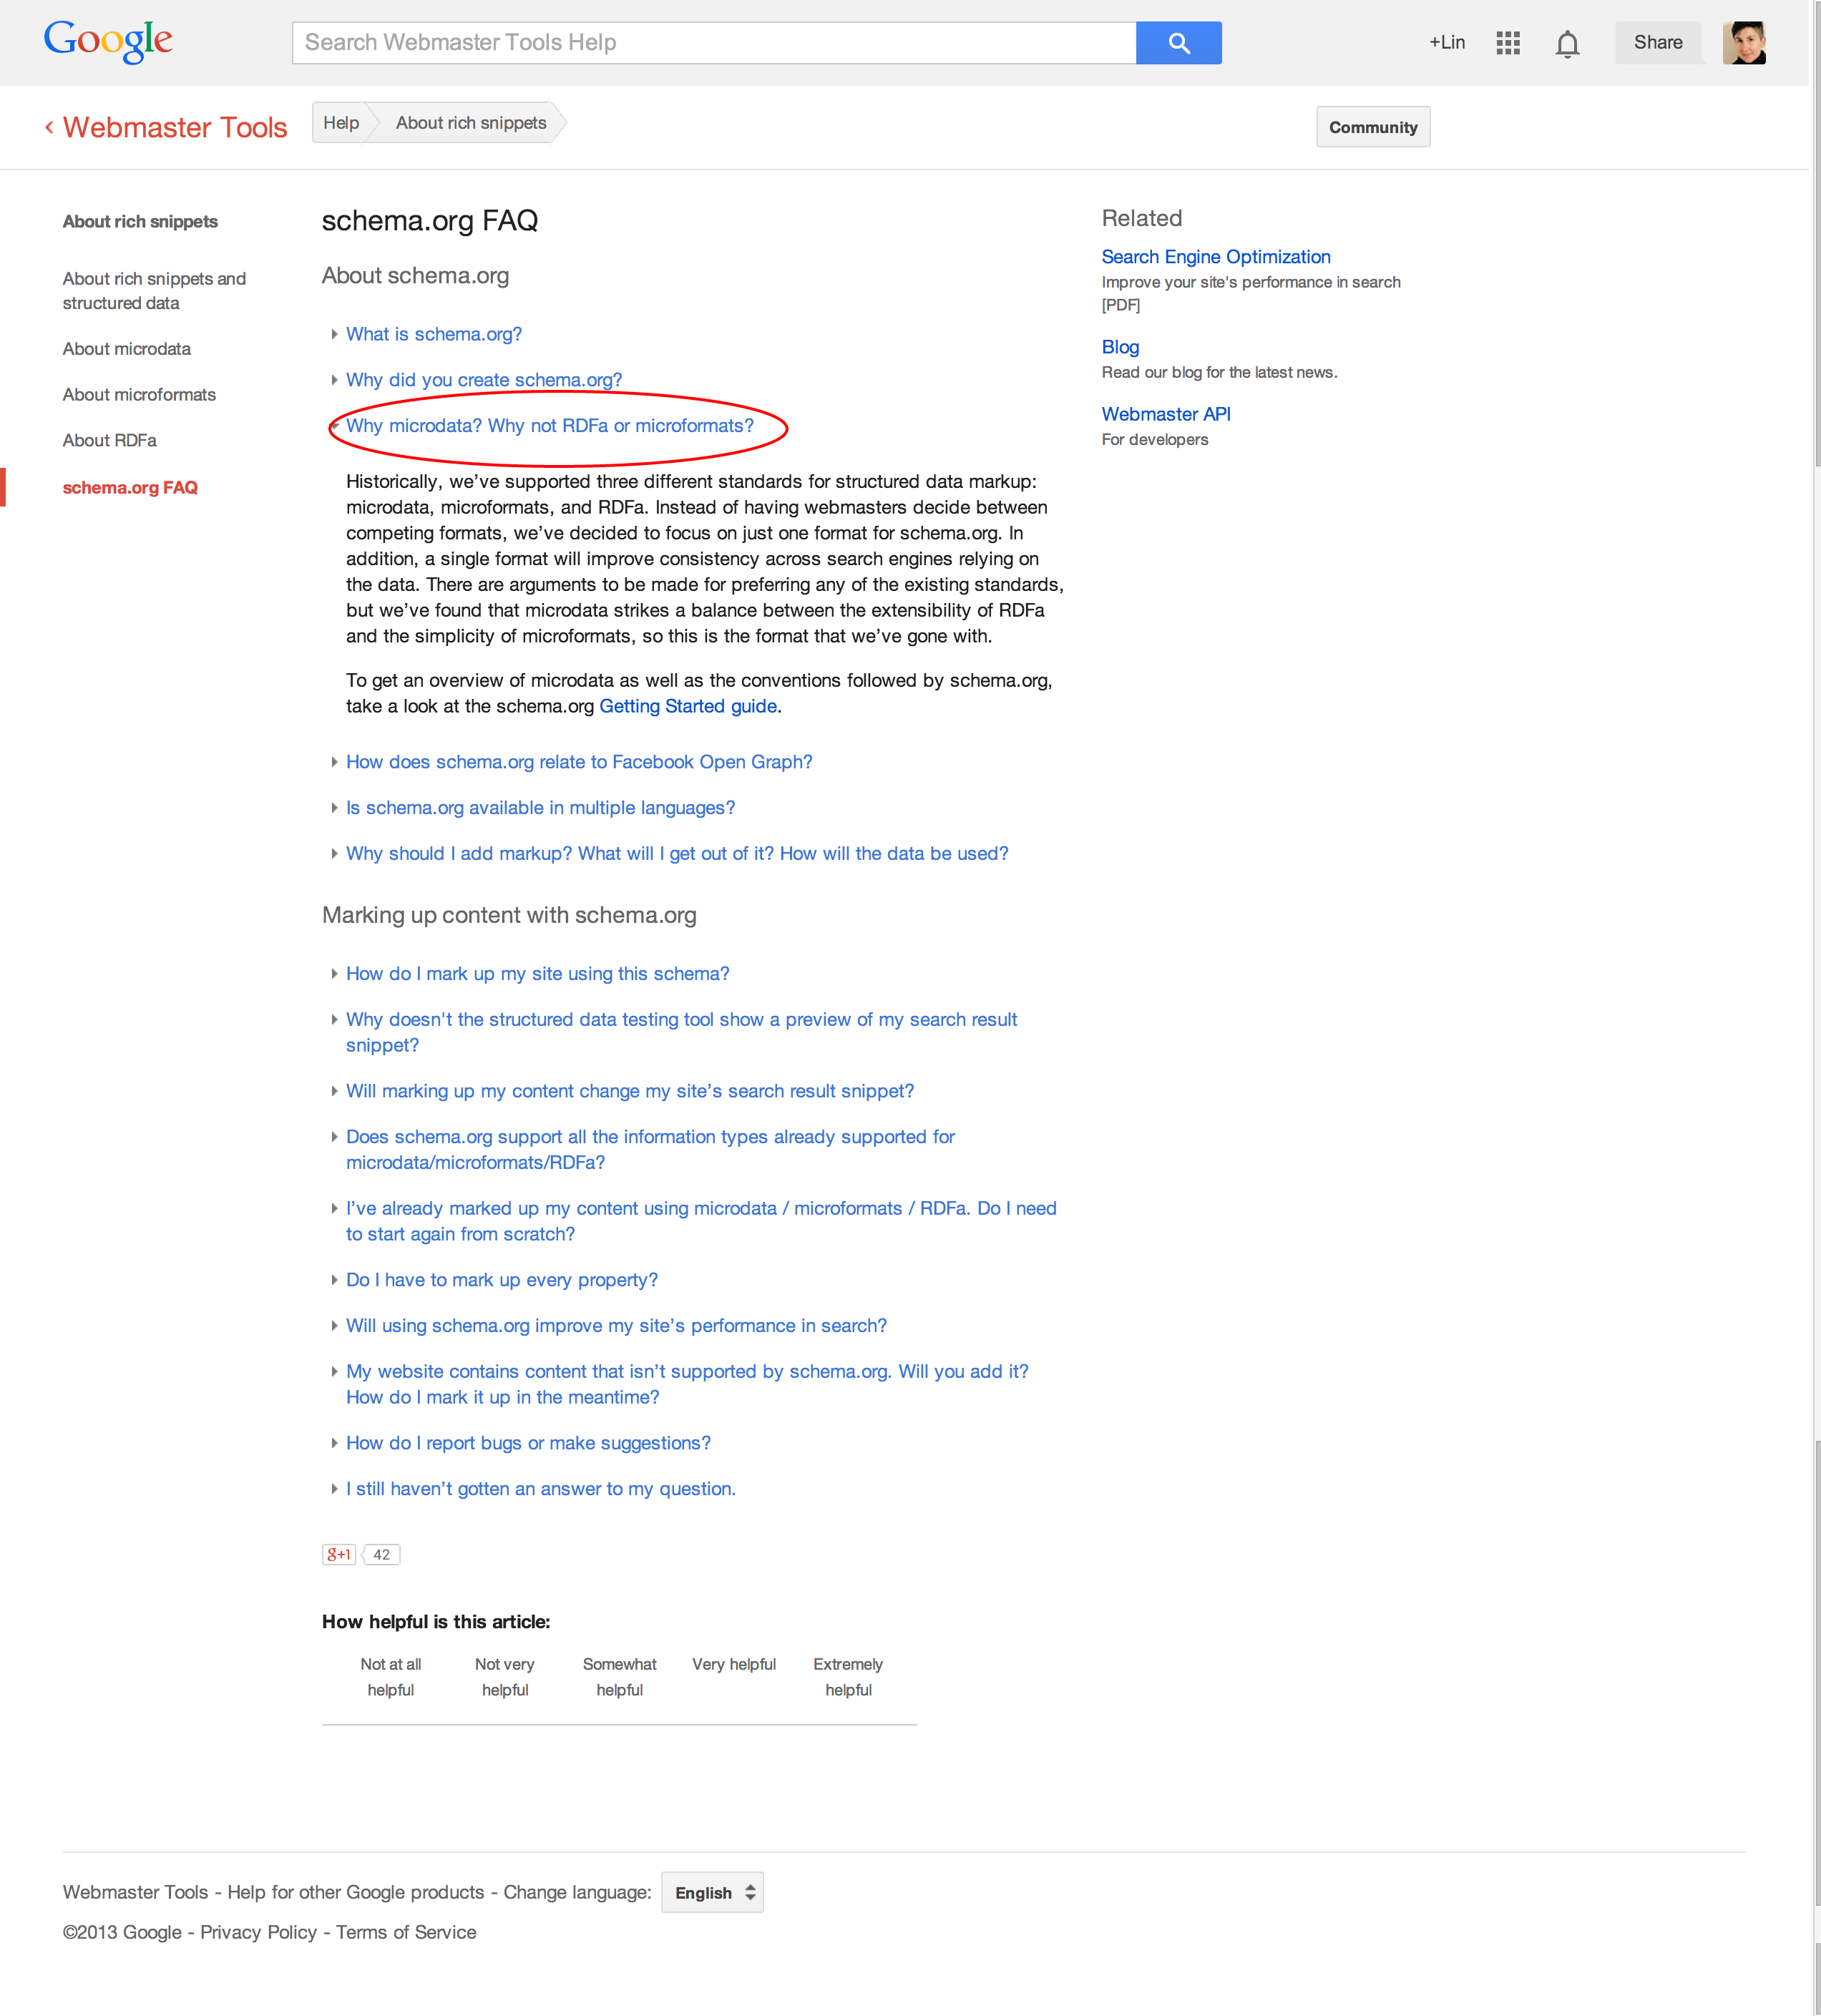 Google
Search Webmaster Tools Help
+Lin
Share
‹ Webmaster Tools
Help
About rich snippets
Community
About rich snippets
About rich snippets and
structured data
About microdata
About microformats
About RDFa
schema.org FAQ
schema.org FAQ
About schema.org
What is schema.org?
Why did you create schema.org?
Why microdata? Why not RDFa or microformats?
Historically, we’ve supported three different standards for structured data markup:
microdata, microformats, and RDFa. Instead of having webmasters decide between
competing formats, we’ve decided to focus on just one format for schema.org. In
addition, a single format will improve consistency across search engines relying on
the data. There are arguments to be made for preferring any of the existing standards,
but we’ve found that microdata strikes a balance between the extensibility of RDFa
and the simplicity of microformats, so this is the format that we’ve gone with.
To get an overview of microdata as well as the conventions followed by schema.org,
take a look at the schema.org Getting Started guide.
How does schema.org relate to Facebook Open Graph?
Is schema.org available in multiple languages?
Why should I add markup? What will I get out of it? How will the data be used?
Marking up content with schema.org
How do I mark up my site using this schema?
Why doesn't the structured data testing tool show a preview of my search result
snippet?
Will marking up my content change my site’s search result snippet?
Does schema.org support all the information types already supported for
microdata/microformats/RDFa?
I’ve already marked up my content using microdata / microformats / RDFa. Do I need
to start again from scratch?
Do I have to mark up every property?
Will using schema.org improve my site’s performance in search?
My website contains content that isn’t supported by schema.org. Will you add it?
How do I mark it up in the meantime?
How do I report bugs or make suggestions?
I still haven’t gotten an answer to my question.
g+1 42
How helpful is this article:
Not at all helpful
Not very helpful
Somewhat helpful
Very helpful
Extremely helpful
Related
Search Engine Optimization
Improve your site's performance in search
[PDF]
Blog
Read our blog for the latest news.
Webmaster API
For developers
Webmaster Tools - Help for other Google products - Change language: English
©2013 Google - Privacy Policy - Terms of Service